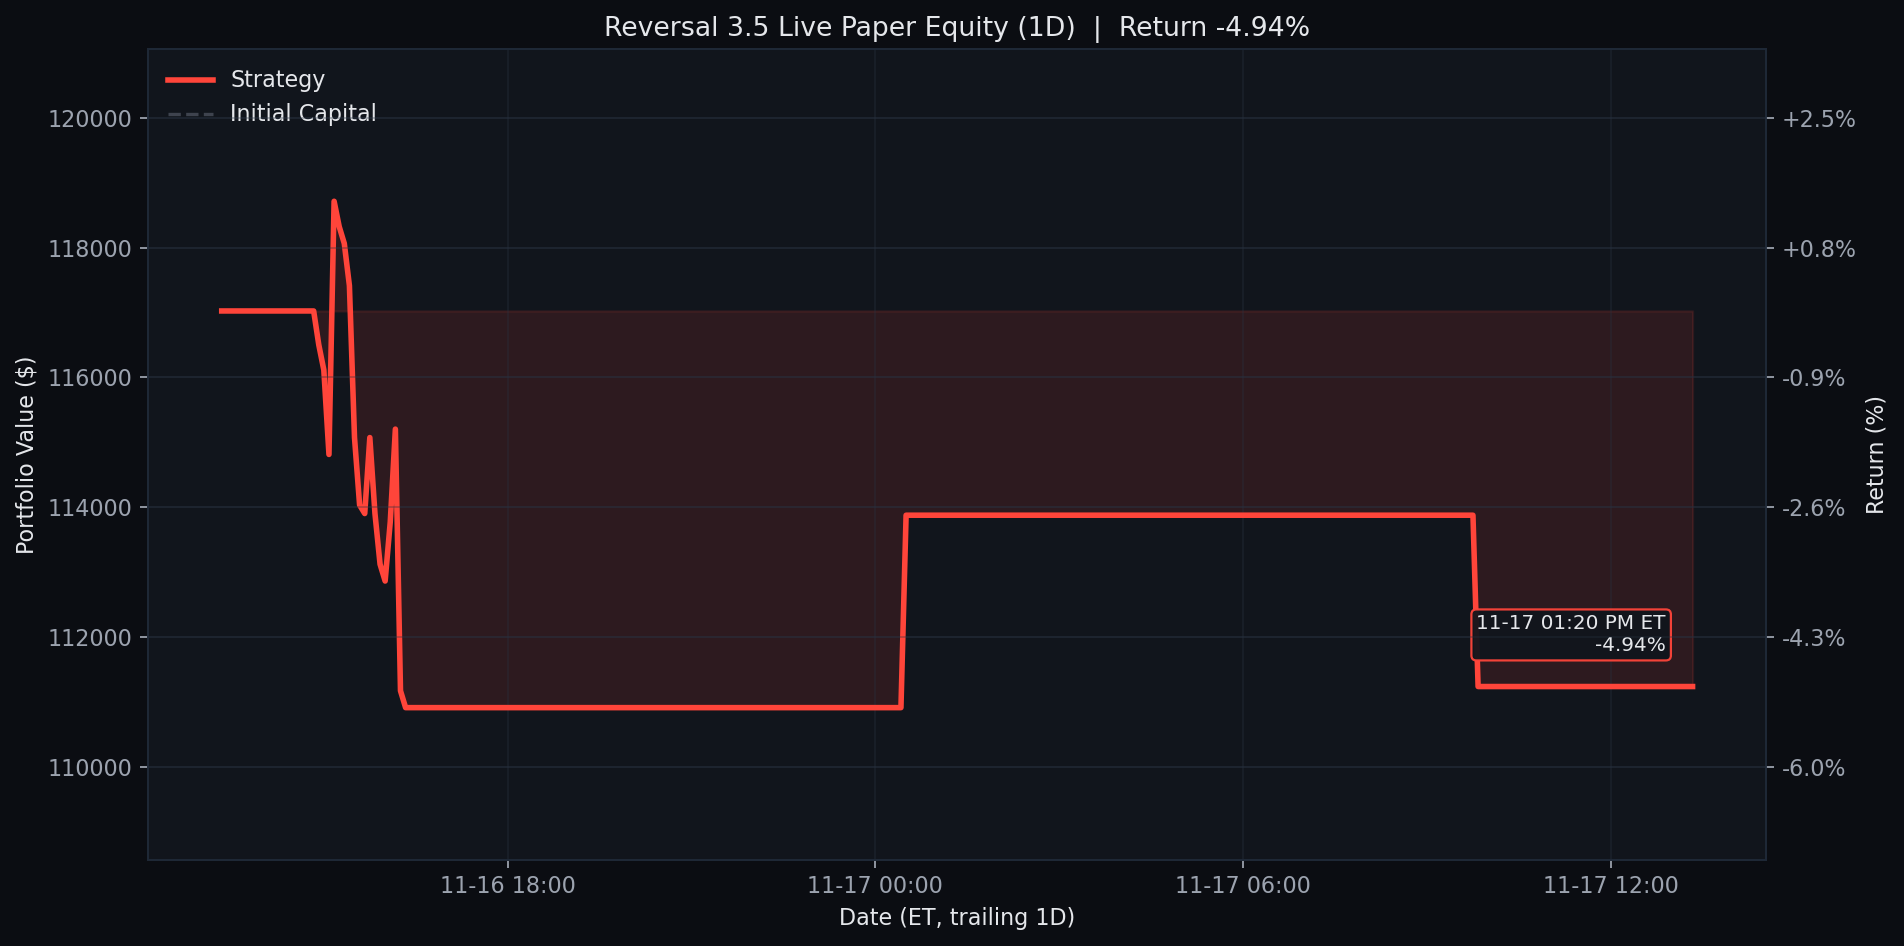 Reversal 3.5 Live Paper Equity (1D)  |  Return -4.94%
Strategy
Initial Capital
120000
118000
116000
114000
112000
110000
Portfolio Value ($)
+2.5%
+0.8%
-0.9%
-2.6%
-4.3%
-6.0%
Return (%)
11-17 01:20 PM ET
-4.94%
11-16 18:00
11-17 00:00
11-17 06:00
11-17 12:00
Date (ET, trailing 1D)